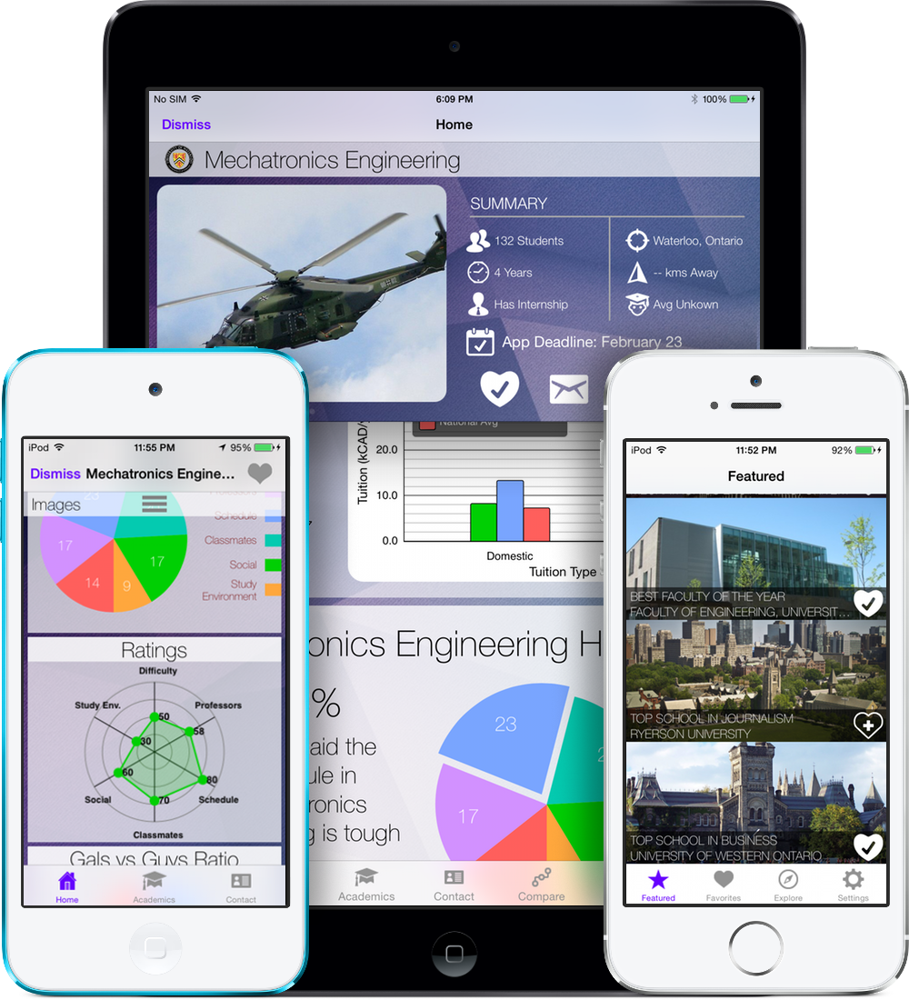 No SIM
6:09 PM
100%
Dismiss
Home
Mechatronics Engineering
SUMMARY
132 Students
Waterloo, Ontario
4 Years
-- kms Away
Has Internship
Avg Unkown
App Deadline: February 23
National Avg
Tuition (kCAD/
20.0
10.0
0.0
Domestic
Tuition Type
onics Engineering H
%
23
aid the
ule in
ronics
g is tough
17
Academics
Contact
Compare
iPod
11:55 PM
95%
Dismiss
Mechatronics Engine...
Images
23
Schedule
17
Classmates
17
Social
14
9
Study
Environment
Ratings
Difficulty
Study Env.
Professors
50
58
30
60
80
Social
70
Schedule
Classmates
Gals vs Guys Ratio
Home
Academics
Contact
iPod
11:52 PM
92%
Featured
BEST FACULTY OF THE YEAR
FACULTY OF ENGINEERING, UNIVERSIT...
TOP SCHOOL IN JOURNALISM
RYERSON UNIVERSITY
TOP SCHOOL IN BUSINESS
UNIVERSITY OF WESTERN ONTARIO
Featured
Favorites
Explore
Settings